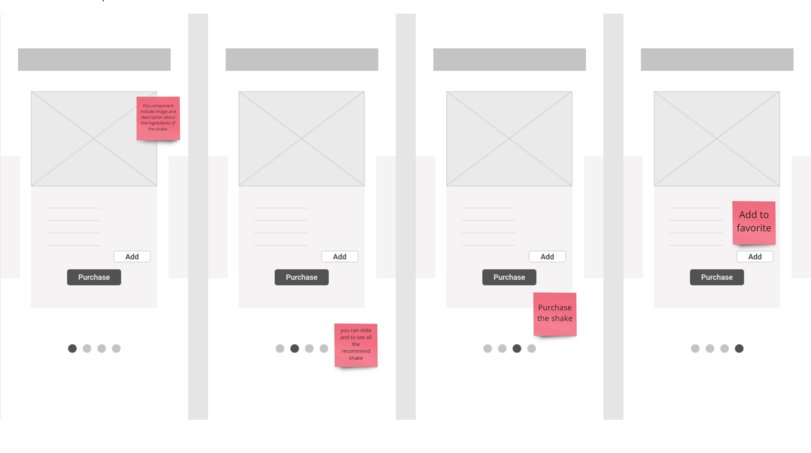 this component
include image and
description about
the ingredients of
the shake.
Add
Purchase
Add
Purchase
you can slide
and to see all
the
recommend
shake
Add
Purchase
Purchase
the shake
Add to
favorite
Add
Purchase